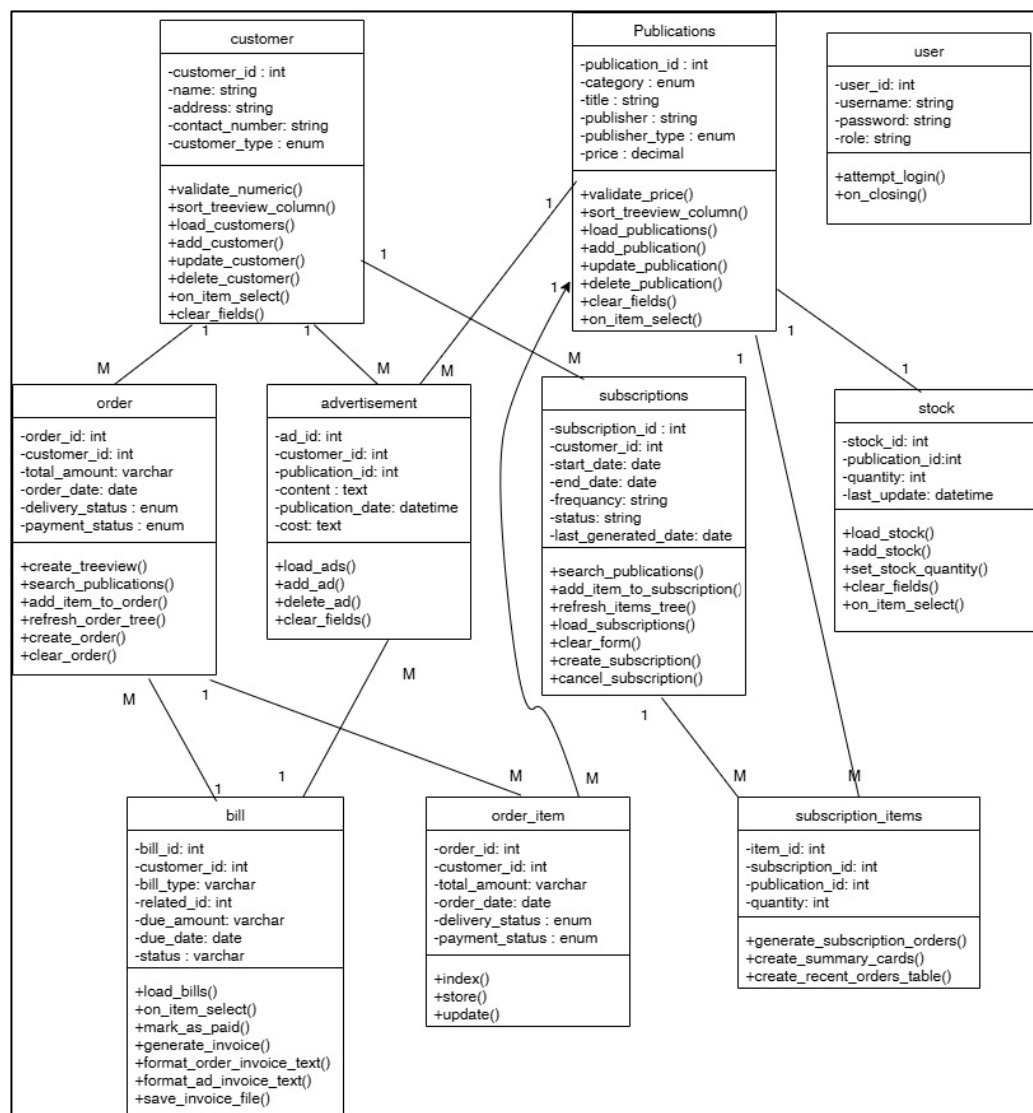 customer
-customer_id : int
-name: string
-address: string
-contact_number: string
-customer_type : enum
+validate_numeric()
+sort_treeview_column()
+load_customers()
+add_customer()
+update_customer()
+delete_customer()
+on_item_select()
+clear_fields()
Publications
-publication_id : int
-category : enum
-title : string
-publisher : string
-publisher_type : enum
-price : decimal
+validate_price()
+sort_treeview_column()
+load_publications()
+add_publication()
+update_publication()
+delete_publication()
+clear_fields()
+on_item_select()
user
-user_id: int
-username: string
-password: string
-role: string
+attempt_login()
+on_closing()
1
1
1
1
1
1
1
1
M
M
M
M
1
order
-order_id: int
-customer_id: int
-total_amount: varchar
-order_date: date
-delivery_status : enum
-payment_status : enum
+create_treeview()
+search_publications()
+add_item_to_order()
+refresh_order_tree()
+create_order()
+clear_order()
advertisement
-ad_id: int
-customer_id: int
-publication_id: int
-content : text
-publication_date: datetime
-cost: text
+load_ads()
+add_ad()
+delete_ad()
+clear_fields()
subscriptions
-subscription_id : int
-customer_id: int
-start_date: date
-end_date: date
-frequancy: string
-status: string
-last_generated_date: date
+search_publications()
+add_item_to_subscription()
+refresh_items_tree()
+load_subscriptions()
+clear_form()
+create_subscription()
+cancel_subscription()
stock
-stock_id: int
-publication_id:int
-quantity: int
-last_update: datetime
+load_stock()
+add_stock()
+set_stock_quantity()
+clear_fields()
+on_item_select()
M
1
M
1
1
1
M
M
M
M
bill
-bill_id: int
-customer_id: int
-bill_type: varchar
-related_id: int
-due_amount: varchar
-due_date: date
-status : varchar
+load_bills()
+on_item_select()
+mark_as_paid()
+generate_invoice()
+format_order_invoice_text()
+format_ad_invoice_text()
+save_invoice_file()
order_item
-order_id: int
-customer_id: int
-total_amount: varchar
-order_date: date
-delivery_status : enum
-payment_status : enum
+index()
+store()
+update()
subscription_items
-item_id: int
-subscription_id: int
-publication_id: int
-quantity: int
+generate_subscription_orders()
+create_summary_cards()
+create_recent_orders_table()